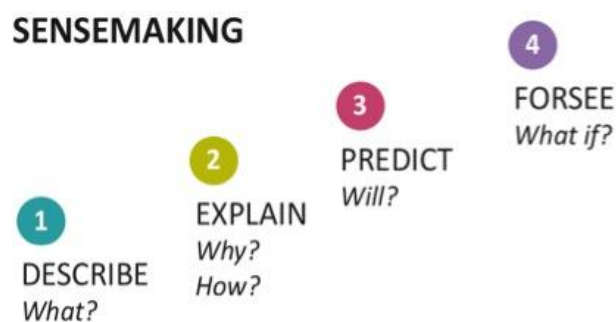 SENSEMAKING
1
DESCRIBE
What?
2
EXPLAIN
Why?
How?
3
PREDICT
Will?
4
FORSEE
What if?